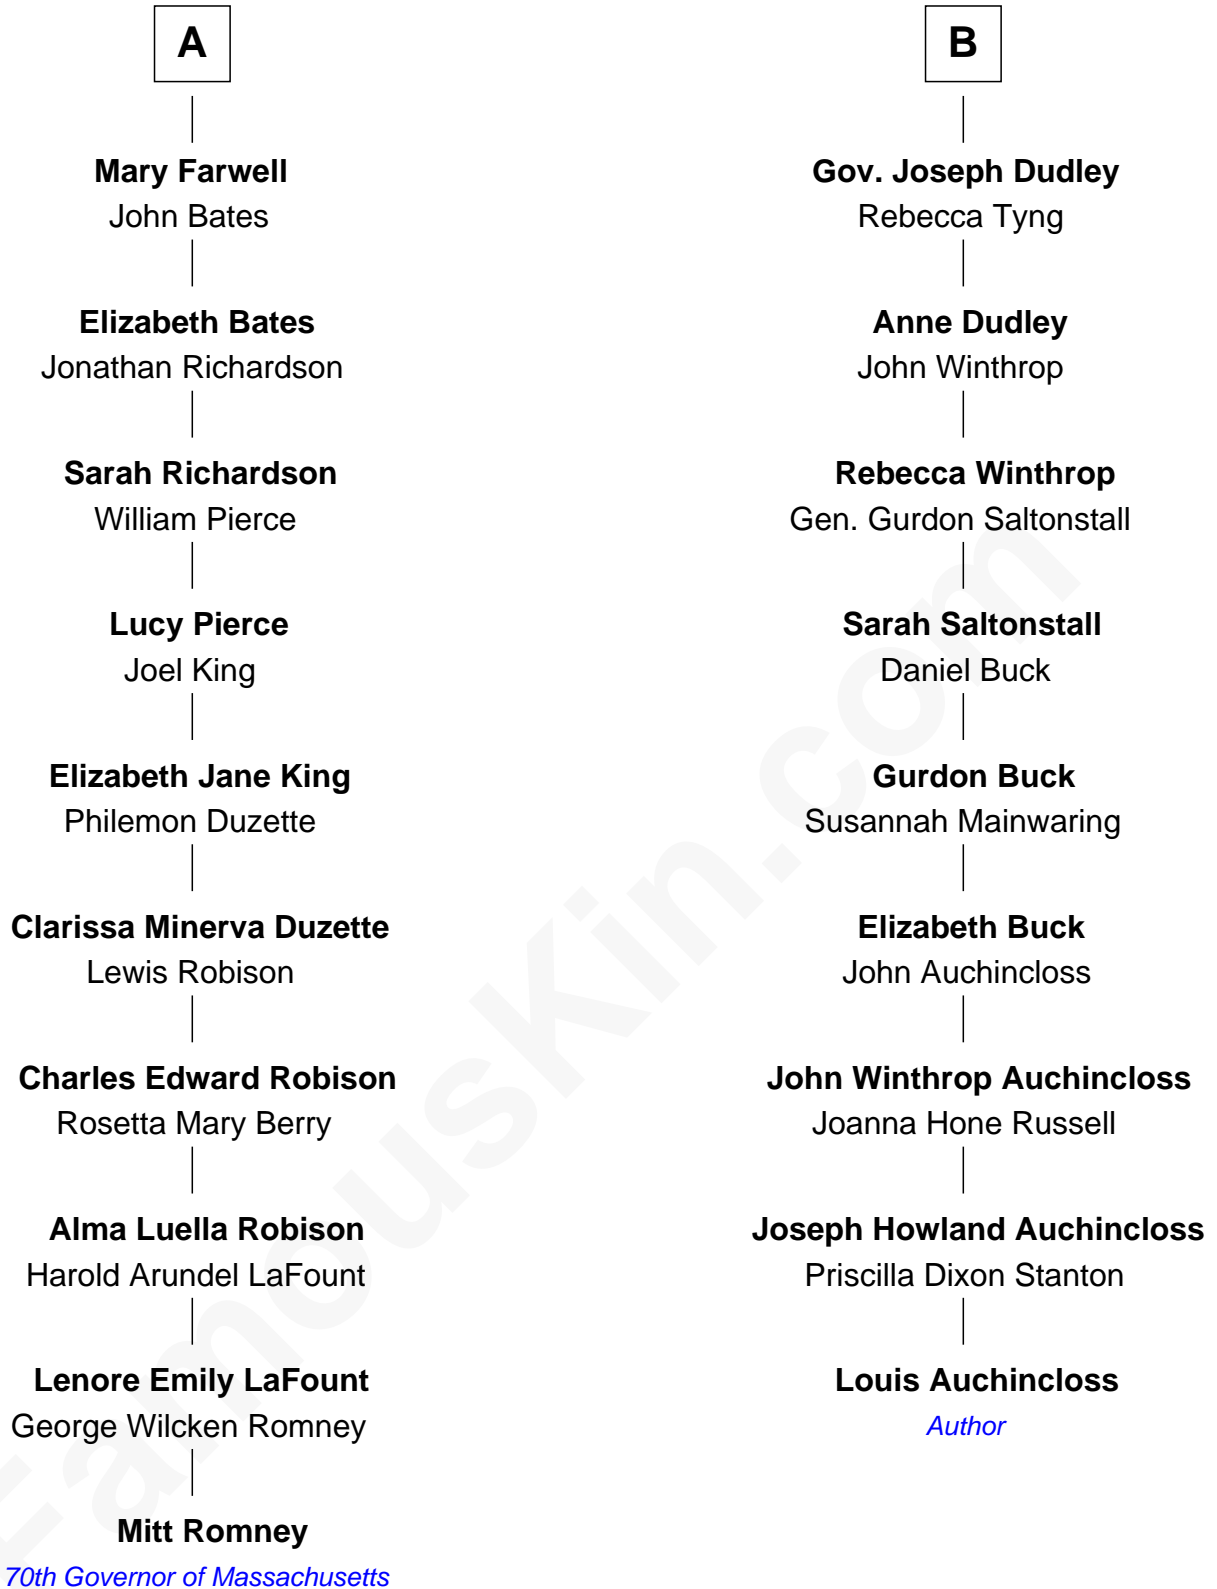 A
Mary Farwell
John Bates
Elizabeth Bates
Jonathan Richardson
Sarah Richardson
William Pierce
Lucy Pierce
Joel King
Elizabeth Jane King
Philemon Duzette
Clarissa Minerva Duzette
Lewis Robison
Charles Edward Robison
Rosetta Mary Berry
Alma Luella Robison
Harold Arundel LaFount
Lenore Emily LaFount
George Wilcken Romney
Mitt Romney
70th Governor of Massachusetts
B
Gov. Joseph Dudley
Rebecca Tyng
Anne Dudley
John Winthrop
Rebecca Winthrop
Gen. Gurdon Saltonstall
Sarah Saltonstall
Daniel Buck
Gurdon Buck
Susannah Mainwaring
Elizabeth Buck
John Auchincloss
John Winthrop Auchincloss
Joanna Hone Russell
Joseph Howland Auchincloss
Priscilla Dixon Stanton
Louis Auchincloss
Author
FamousKin.com